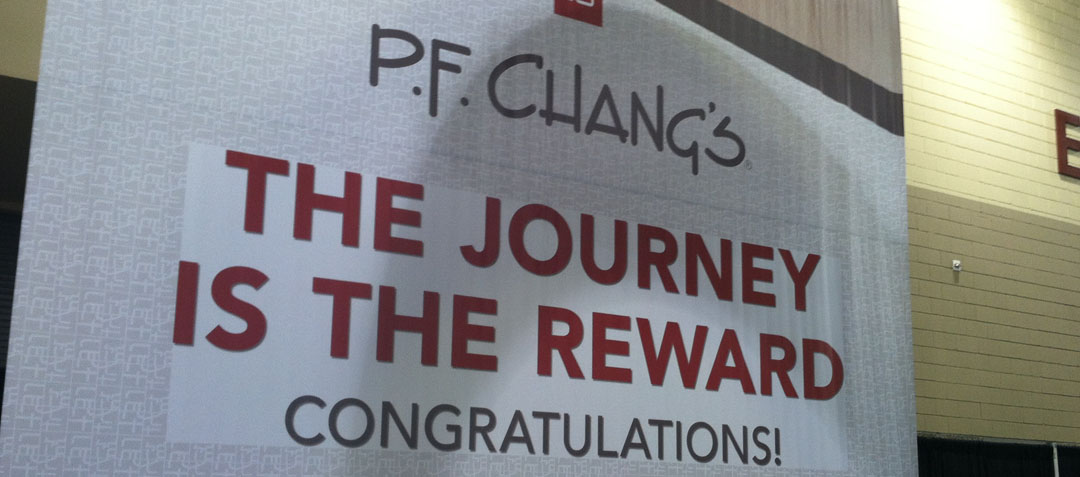 P.F. CHANG'S
THE JOURNEY
IS THE REWARD
CONGRATULATIONS!
E